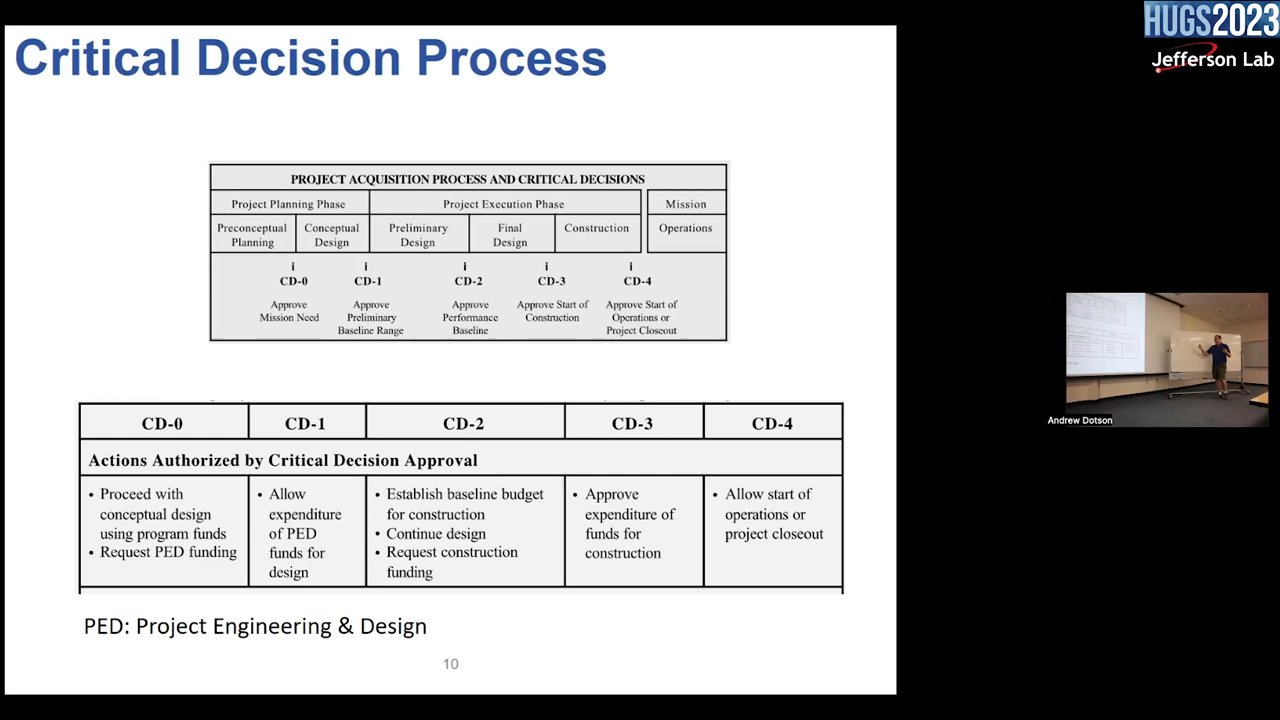 Critical Decision Process
HUGS2023
Jefferson Lab
PROJECT ACQUISITION PROCESS AND CRITICAL DECISIONS
Project Planning Phase
Project Execution Phase
Mission
Preconceptual
Planning
Conceptual
Design
Preliminary
Design
Final
Design
Construction
Operations
i
CD-0
i
CD-1
i
CD-2
i
CD-3
i
CD-4
Approve
Mission Need
Approve
Preliminary
Baseline Range
Approve
Performance
Baseline
Approve Start of
Construction
Approve Start of
Operations or
Project Closeout
CD-0
CD-1
CD-2
CD-3
CD-4
Actions Authorized by Critical Decision Approval
• Proceed with
conceptual design
using program funds
• Request PED funding
• Allow
expenditure
of PED
funds for
design
• Establish baseline budget
for construction
• Continue design
• Request construction
funding
• Approve
expenditure of
funds for
construction
• Allow start of
operations or
project closeout
PED: Project Engineering & Design
10
Andrew Dotson